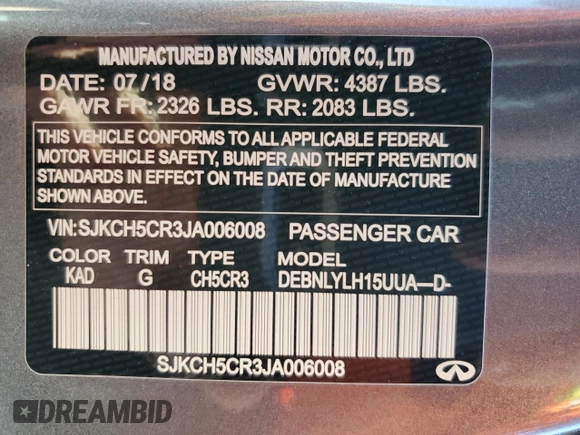 MANUFACTURED BY NISSAN MOTOR CO., LTD
DATE: 07/18 GVWR: 4387 LBS.
GAWR FR: 2326 LBS. RR: 2083 LBS.
THIS VEHICLE CONFORMS TO ALL APPLICABLE FEDERAL
MOTOR VEHICLE SAFETY, BUMPER AND THEFT PREVENTION
STANDARDS IN EFFECT ON THE DATE OF MANUFACTURE
SHOWN ABOVE.
VIN: SJKCH5CR3JA006008 PASSENGER CAR
COLOR TRIM TYPE MODEL
KAD G CH5CR3 DEBNLYLH15UUA—D-
SJKCH5CR3JA006008
DREAMBID